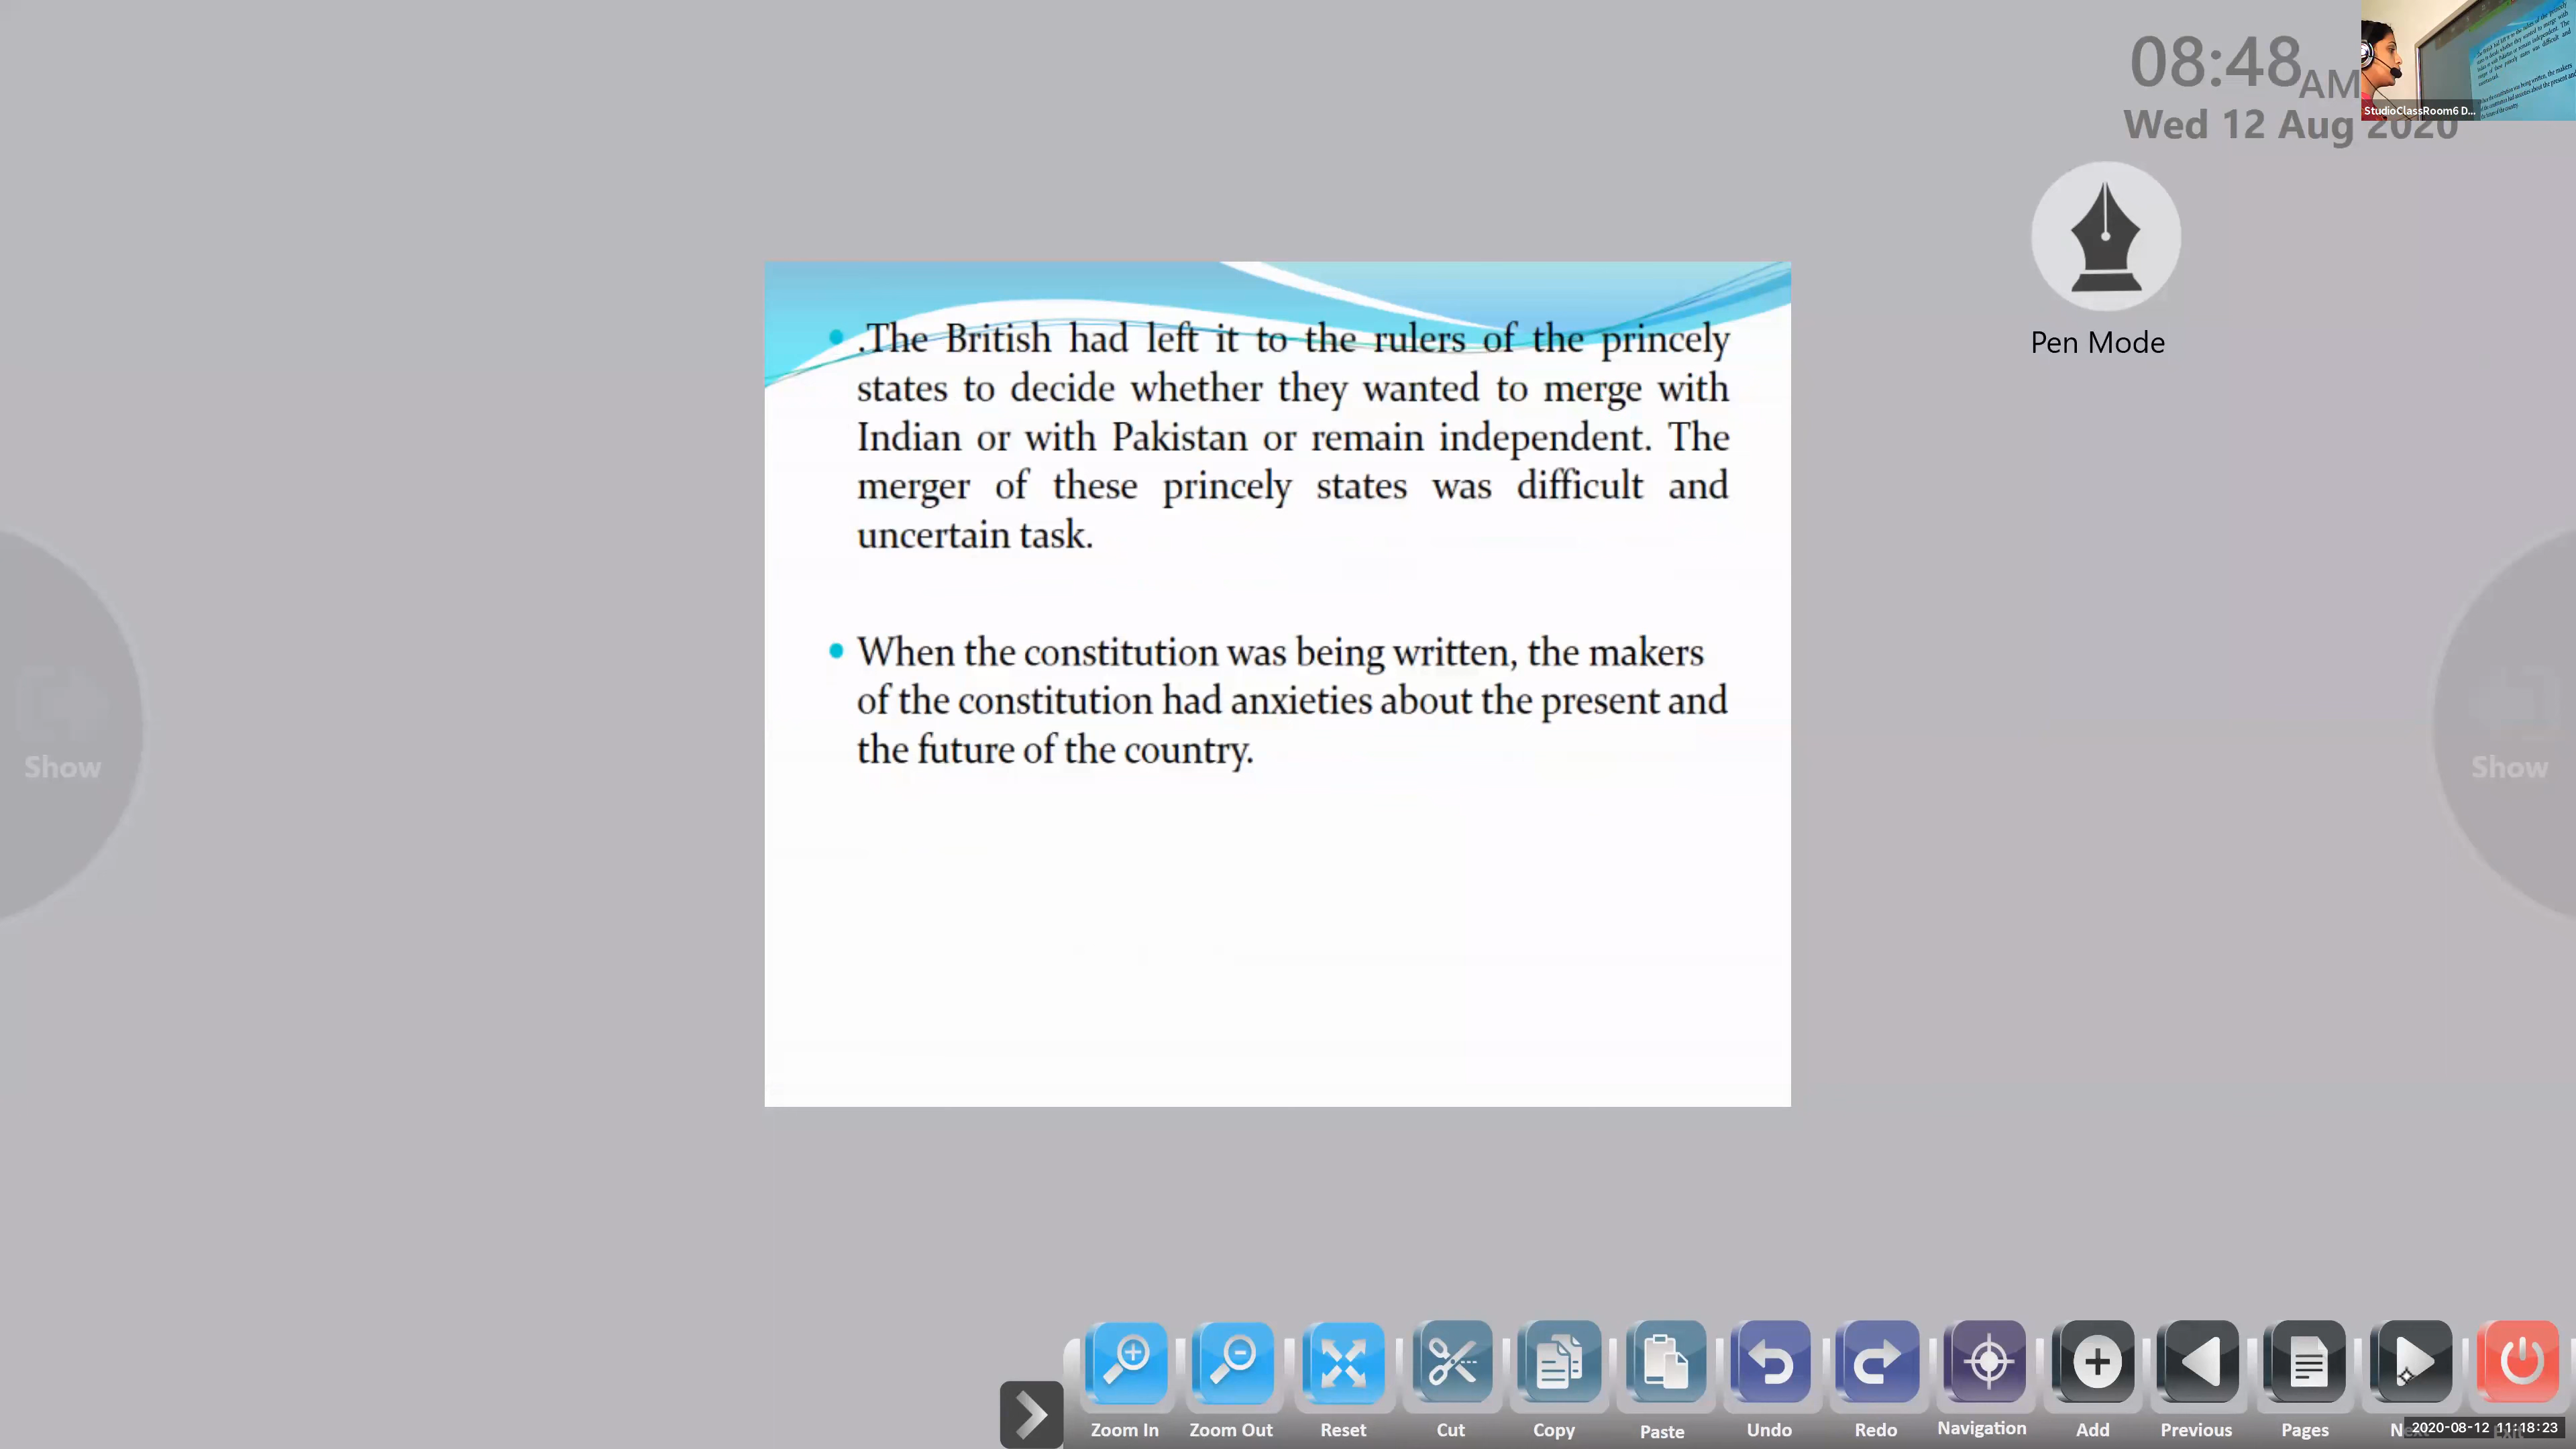 08:48 AM
Wed 12 Aug 2020
StudioClassRoom6 D...
Pen Mode
.The British had left it to the rulers of the princely
states to decide whether they wanted to merge with
Indian or with Pakistan or remain independent. The
merger of these princely states was difficult and
uncertain task.
When the constitution was being written, the makers
of the constitution had anxieties about the present and
the future of the country.
Show
Show
Zoom In Zoom Out Reset Cut Copy Paste Undo Redo Navigation Add Previous Pages
2020-08-12 11:18:23